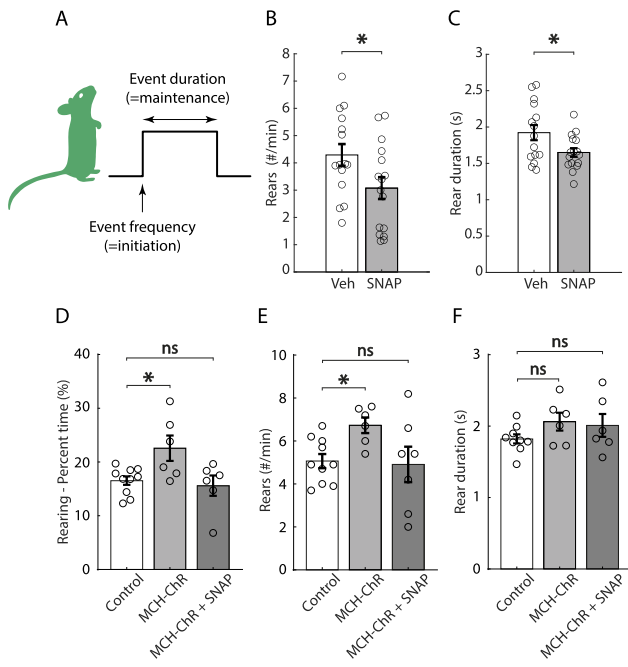 A
Event duration
(=maintenance)
Event frequency
(=initiation)
B
*
8
7
6
5
4
3
2
1
0
Rears (#/min)
Veh
SNAP
C
*
3
2.5
2
1.5
1
0.5
0
Rear duration (s)
Veh
SNAP
D
ns
*
40
30
20
10
0
Rearing - Percent time (%)
Control
MCH-ChR
MCH-ChR + SNAP
E
ns
*
10
8
6
4
2
0
Rears (#/min)
Control
MCH-ChR
MCH-ChR + SNAP
F
ns
ns
3
2
1
0
Rear duration (s)
Control
MCH-ChR
MCH-ChR + SNAP